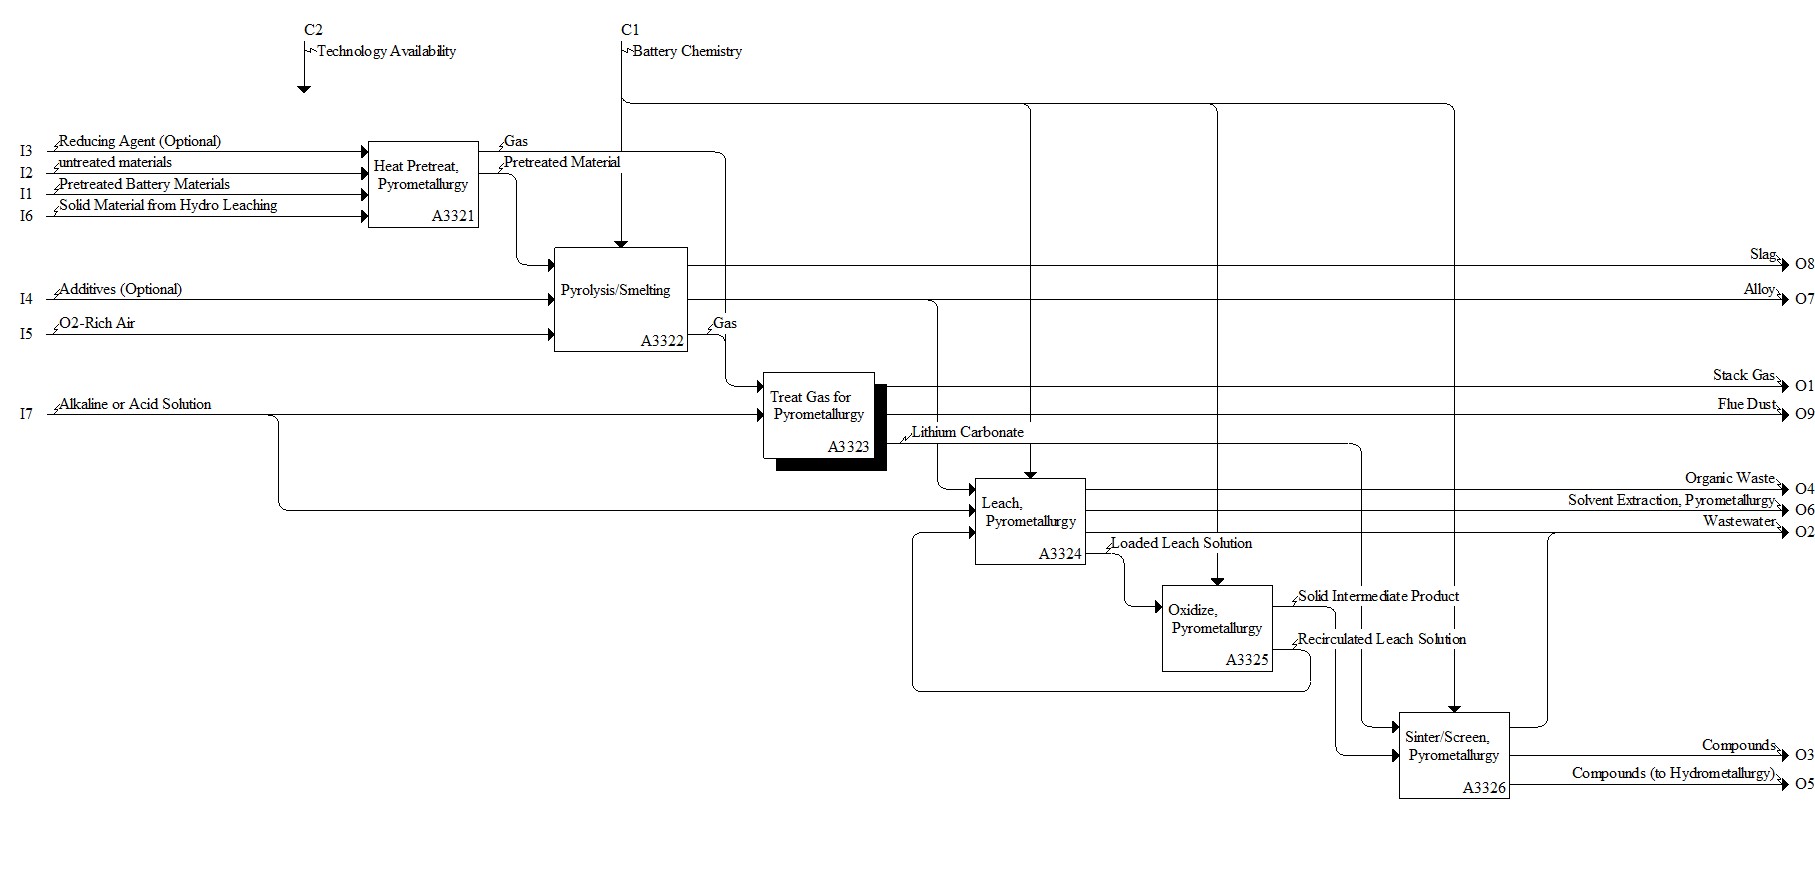 C2
C1
Technology Availability
Battery Chemistry
I3
Reducing Agent (Optional)
I2
untreated materials
I1
Pretreated Battery Materials
I6
Solid Material from Hydro Leaching
Heat Pretreat,
Pyrometallurgy
A3321
Gas
Pretreated Material
I4
Additives (Optional)
I5
O2-Rich Air
Pyrolysis/Smelting
A3322
Gas
Slag
O8
Alloy
O7
I7
Alkaline or Acid Solution
Treat Gas for
Pyrometallurgy
A3323
Stack Gas
O1
Flue Dust
O9
Lithium Carbonate
Leach,
Pyrometallurgy
A3324
Organic Waste
O4
Solvent Extraction, Pyrometallurgy
O6
Wastewater
O2
Loaded Leach Solution
Oxidize,
Pyrometallurgy
A3325
Solid Intermediate Product
Recirculated Leach Solution
Sinter/Screen,
Pyrometallurgy
A3326
Compounds
O3
Compounds (to Hydrometallurgy)
O5